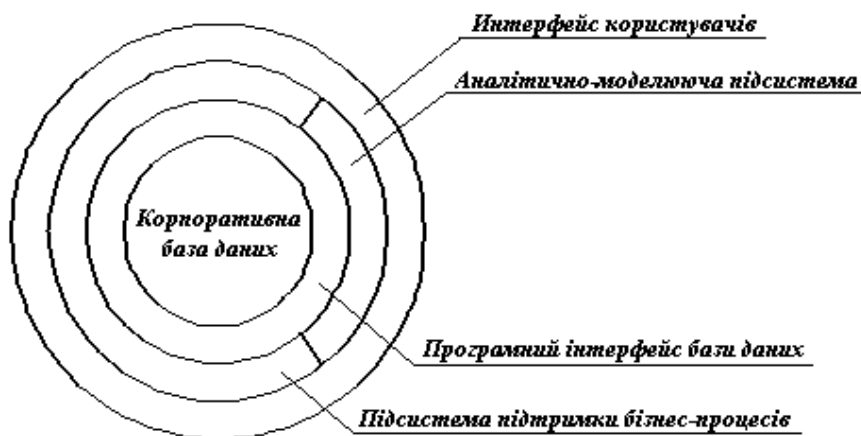 Интерфейс користувачів
Аналітично-моделююча підсистема
Корпоративна
база даних
Програмний інтерфейс бази даних
Підсистема підтримки бізнес-процесів